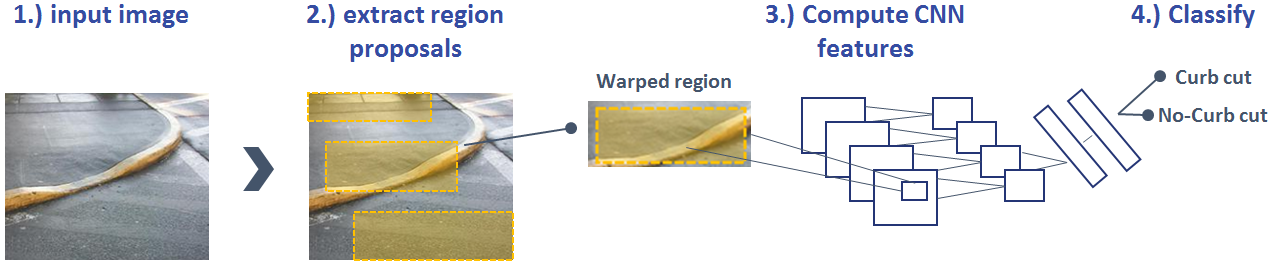 1.) input image
2.) extract region
proposals
3.) Compute CNN
features
4.) Classify
Warped region
Curb cut
No-Curb cut